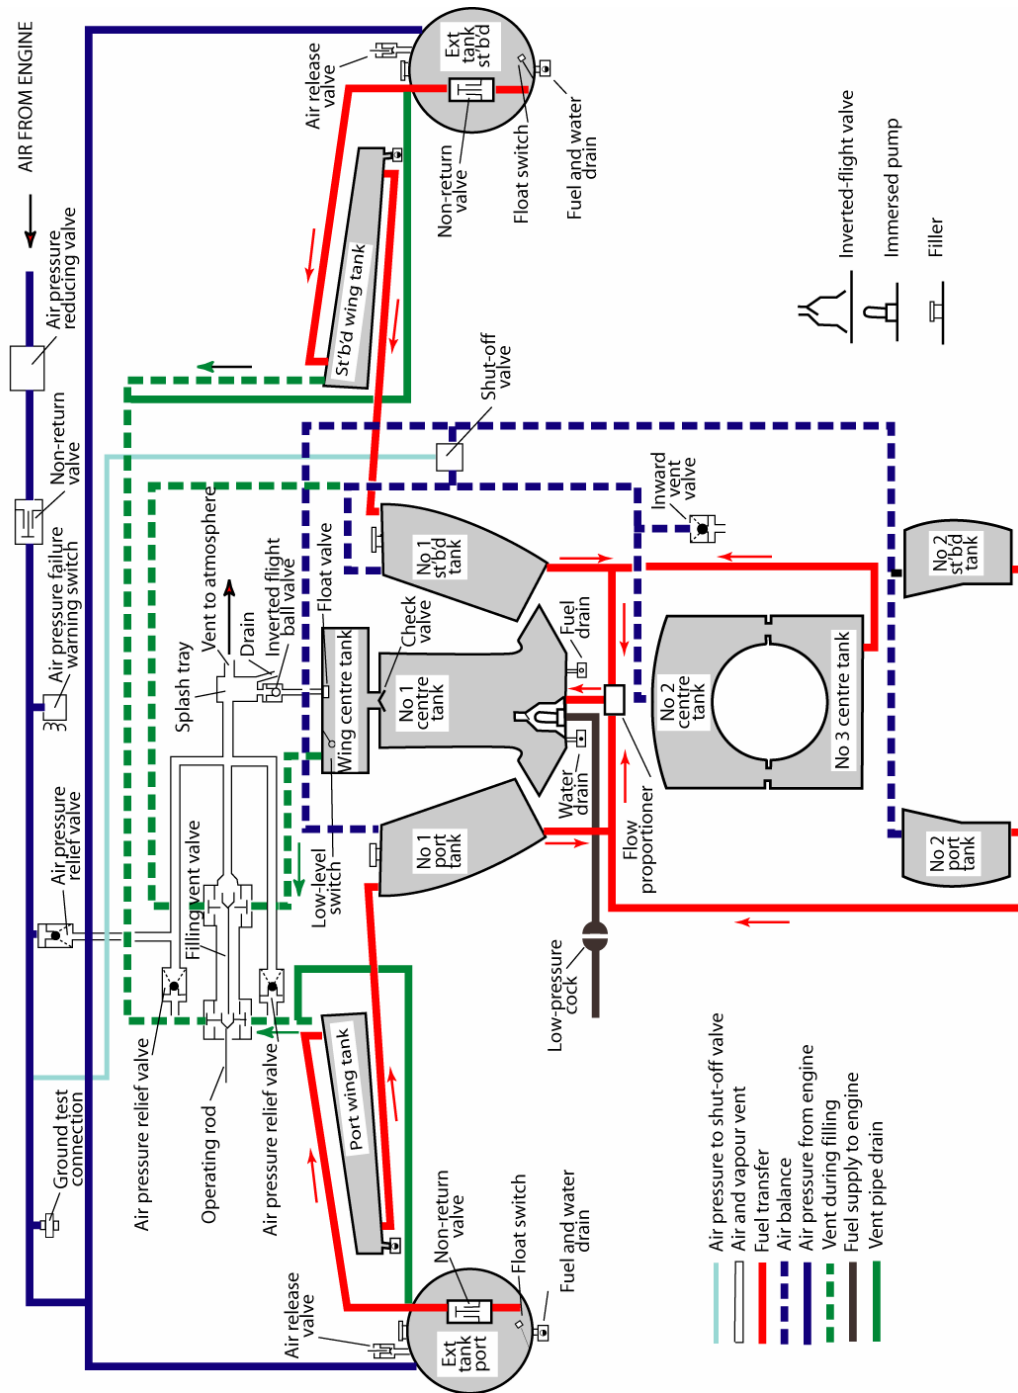 Ground test
connection
Air pressure
relief valve
Air pressure failure
warning switch
Non-return
valve
Air pressure
reducing valve
AIR FROM ENGINE
Air pressure relief valve
Operating rod
Air pressure relief valve
Filling vent valve
Splash tray
Vent to atmosphere
Drain
Inverted flight
ball valve
Float valve
Low-level
switch
Air release
valve
Air release
valve
Ext
tank
port
Non-return
valve
Float switch
Fuel and water
drain
Port wing tank
Wing centre tank
Check
valve
St'b'd wing tank
Ext
tank
st'b'd
Non-return
valve
Float switch
Fuel and water
drain
No 1
port
tank
No 1
centre
tank
No 1
st'b'd
tank
Shut-off
valve
Water
drain
Fuel
drain
Low-pressure
cock
Flow
proportioner
Inward
vent
valve
No 2
centre
tank
No 3 centre tank
No 2
port
tank
No 2
st'b'd
tank
Air pressure to shut-off valve
Air and vapour vent
Fuel transfer
Air balance
Air pressure from engine
Vent during filling
Fuel supply to engine
Vent pipe drain
Inverted-flight valve
Immersed pump
Filler